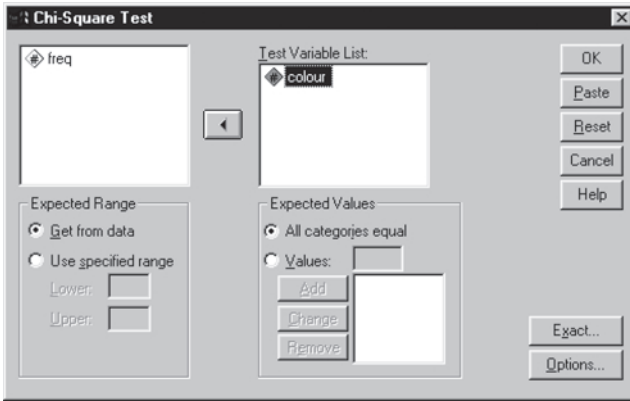 Chi-Square Test
freq
Test Variable List:
colour
OK
Paste
Reset
Cancel
Help
Expected Range
Get from data
Use specified range
Lower:
Upper:
Expected Values
All categories equal
Values:
Add
Change
Remove
Exact...
Options...